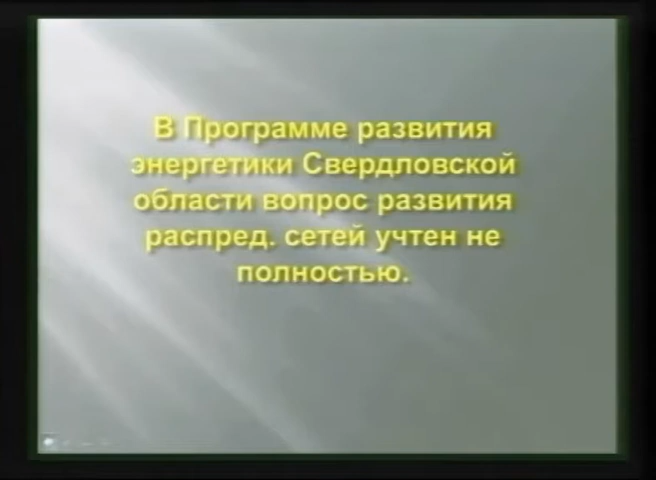 В Программе развития
энергетики Свердловской
области вопрос развития
распред. сетей учтен не
полностью.